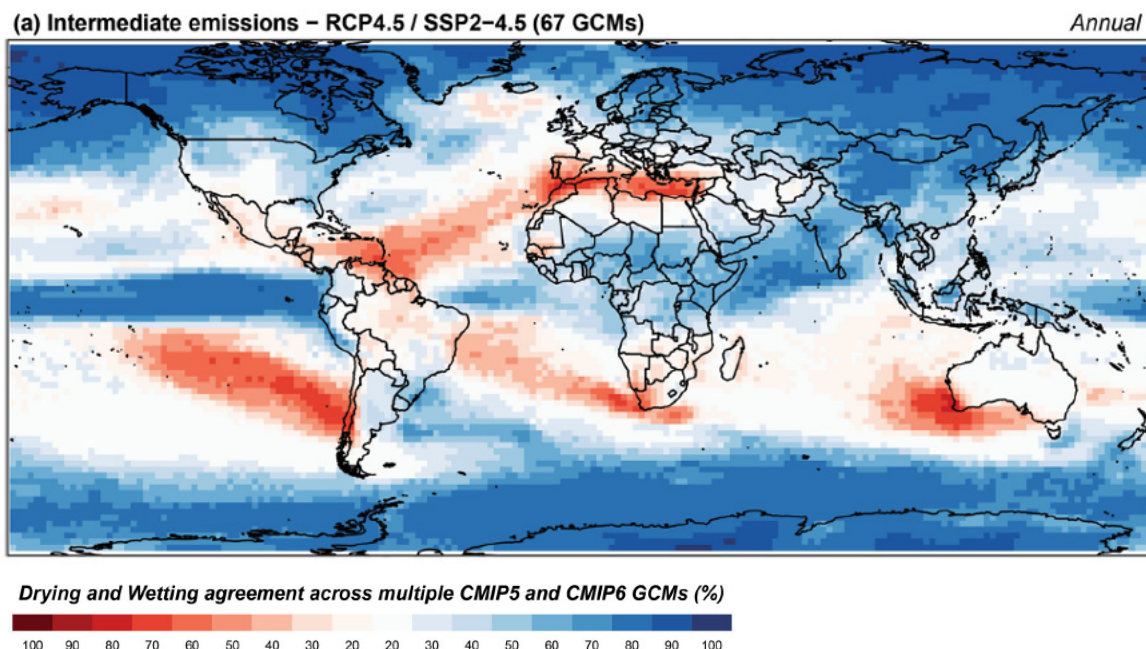 (a) Intermediate emissions – RCP4.5 / SSP2−4.5 (67 GCMs) Annual
Drying and Wetting agreement across multiple CMIP5 and CMIP6 GCMs (%)
100 90 80 70 60 50 40 30 20 20 30 40 50 60 70 80 90 100